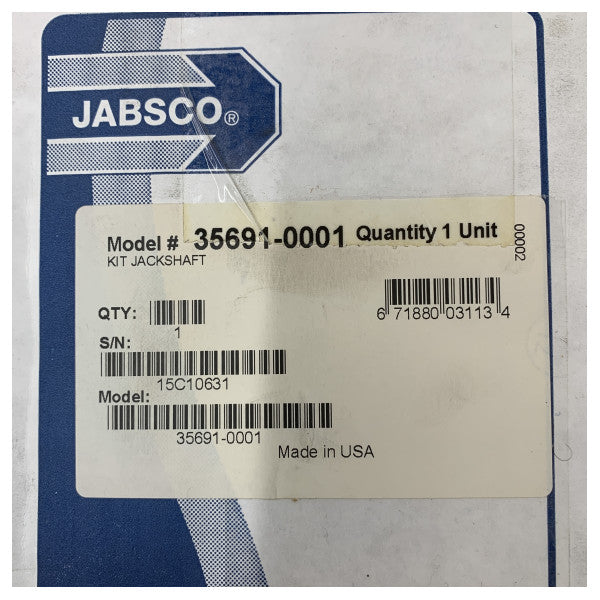 JABSCO®
Model # 35691-0001 Quantity 1 Unit
KIT JACKSHAFT
00002
QTY:
1
6 71880 03113 4
S/N:
15C10631
Model:
35691-0001
Made in USA